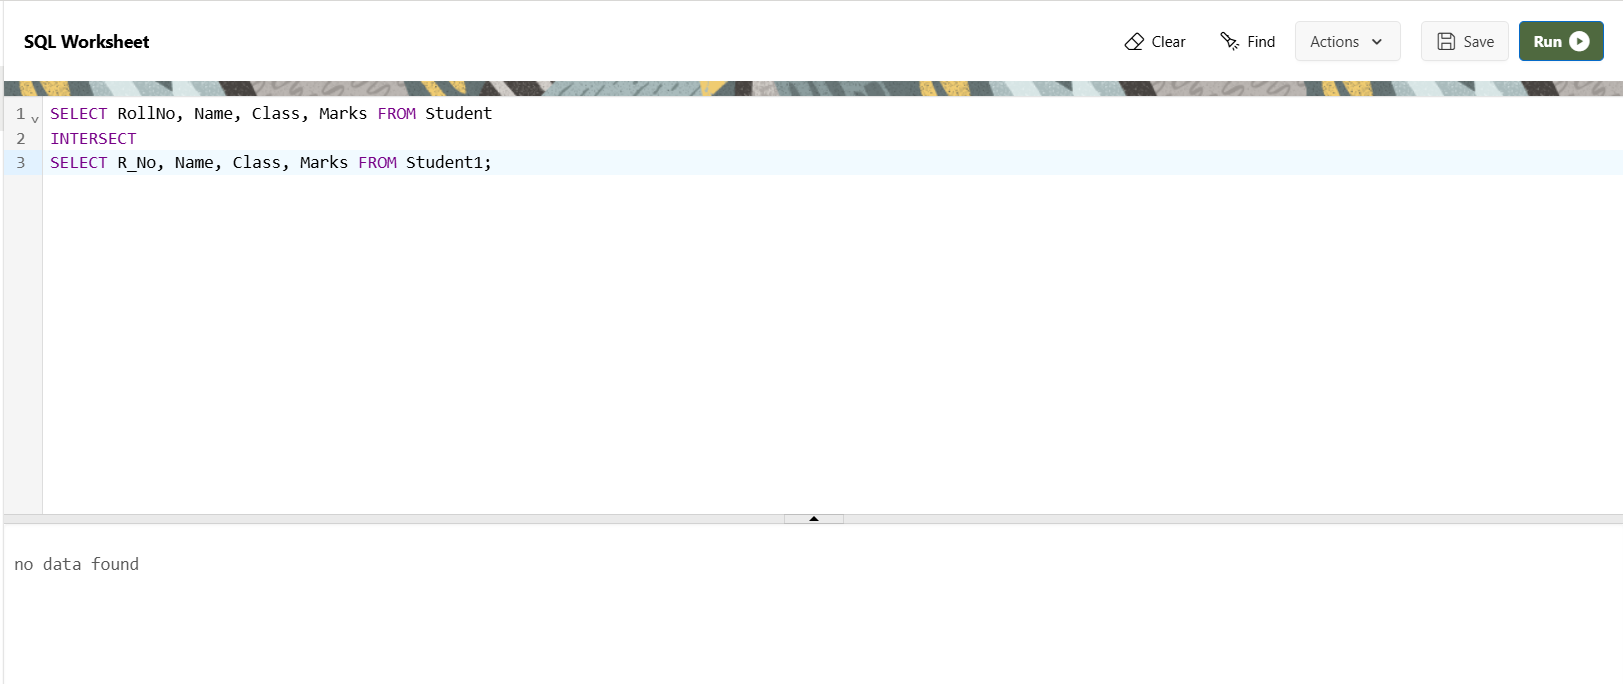 SQL Worksheet
Clear
Find
Actions
Save
Run
1 SELECT RollNo, Name, Class, Marks FROM Student
2 INTERSECT
3 SELECT R_No, Name, Class, Marks FROM Student1;
no data found